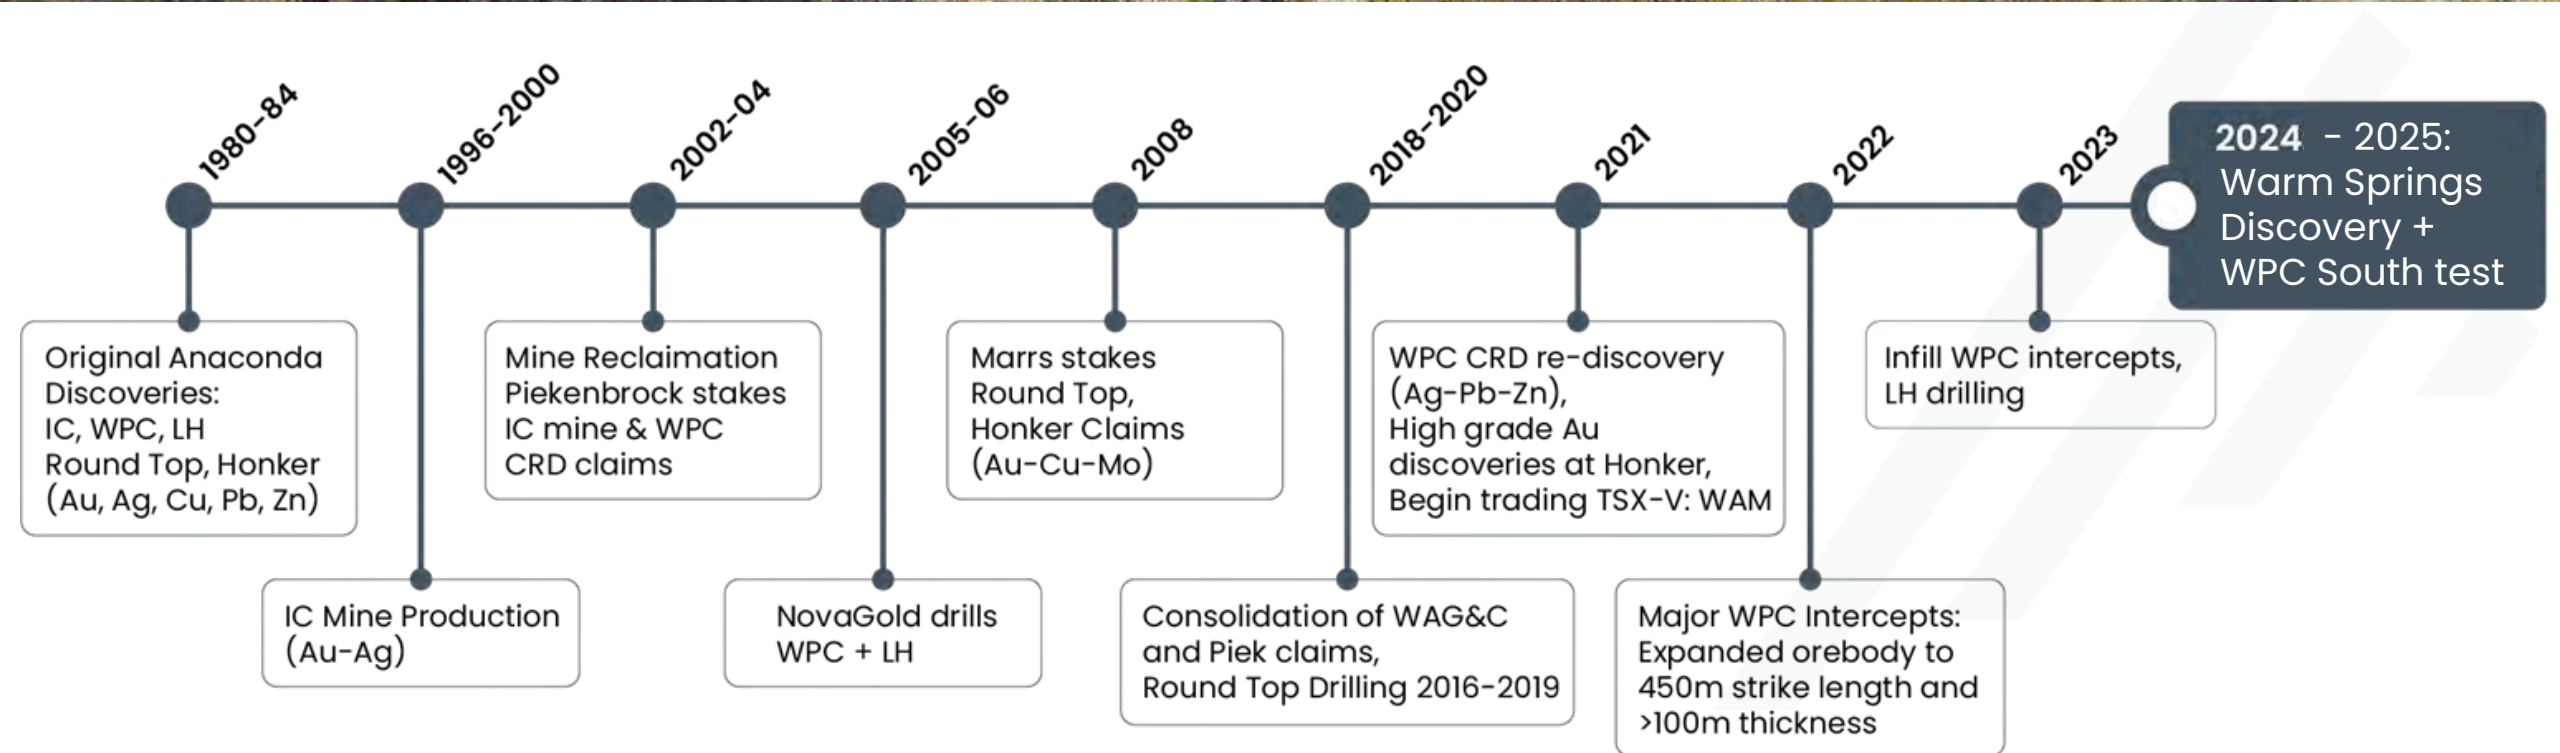 1980-84
Original Anaconda
Discoveries:
IC, WPC, LH
Round Top, Honker
(Au, Ag, Cu, Pb, Zn)
1996-2000
IC Mine Production
(Au-Ag)
2002-04
Mine Reclaimation
Piekenbrock stakes
IC mine & WPC
CRD claims
2005-06
NovaGold drills
WPC + LH
2008
Marrs stakes
Round Top,
Honker Claims
(Au-Cu-Mo)
2018-2020
Consolidation of WAG&C
and Piek claims,
Round Top Drilling 2016-2019
2021
WPC CRD re-discovery
(Ag-Pb-Zn),
High grade Au
discoveries at Honker,
Begin trading TSX-V: WAM
2022
Major WPC Intercepts:
Expanded orebody to
450m strike length and
>100m thickness
2023
Infill WPC intercepts,
LH drilling
2024 - 2025:
Warm Springs
Discovery +
WPC South test